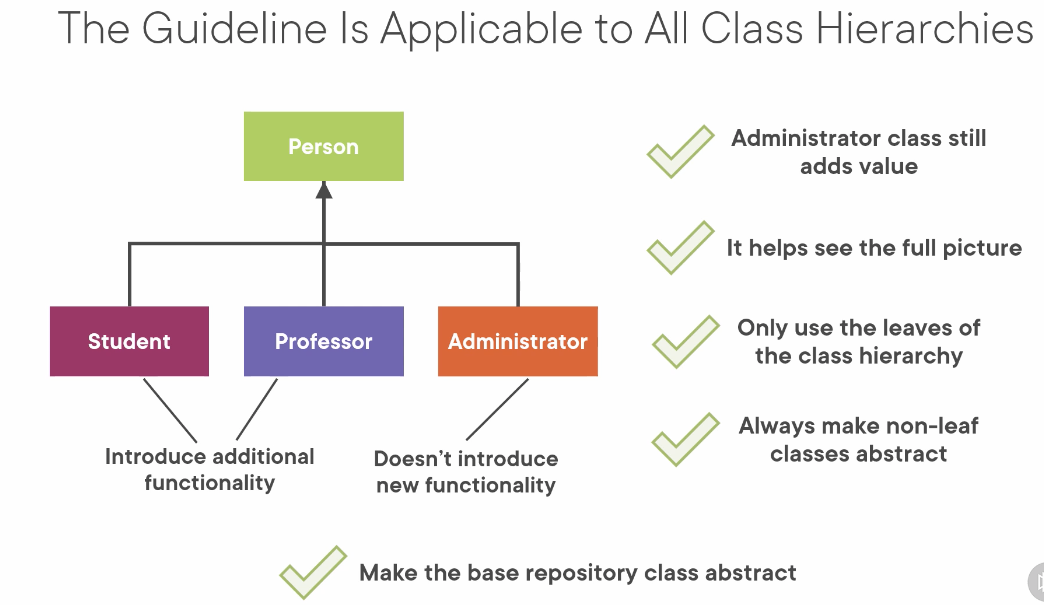 The Guideline Is Applicable to All Class Hierarchies
Person
Student
Professor
Administrator
Introduce additional
functionality
Doesn't introduce
new functionality
Administrator class still
adds value
It helps see the full picture
Only use the leaves of
the class hierarchy
Always make non-leaf
classes abstract
Make the base repository class abstract